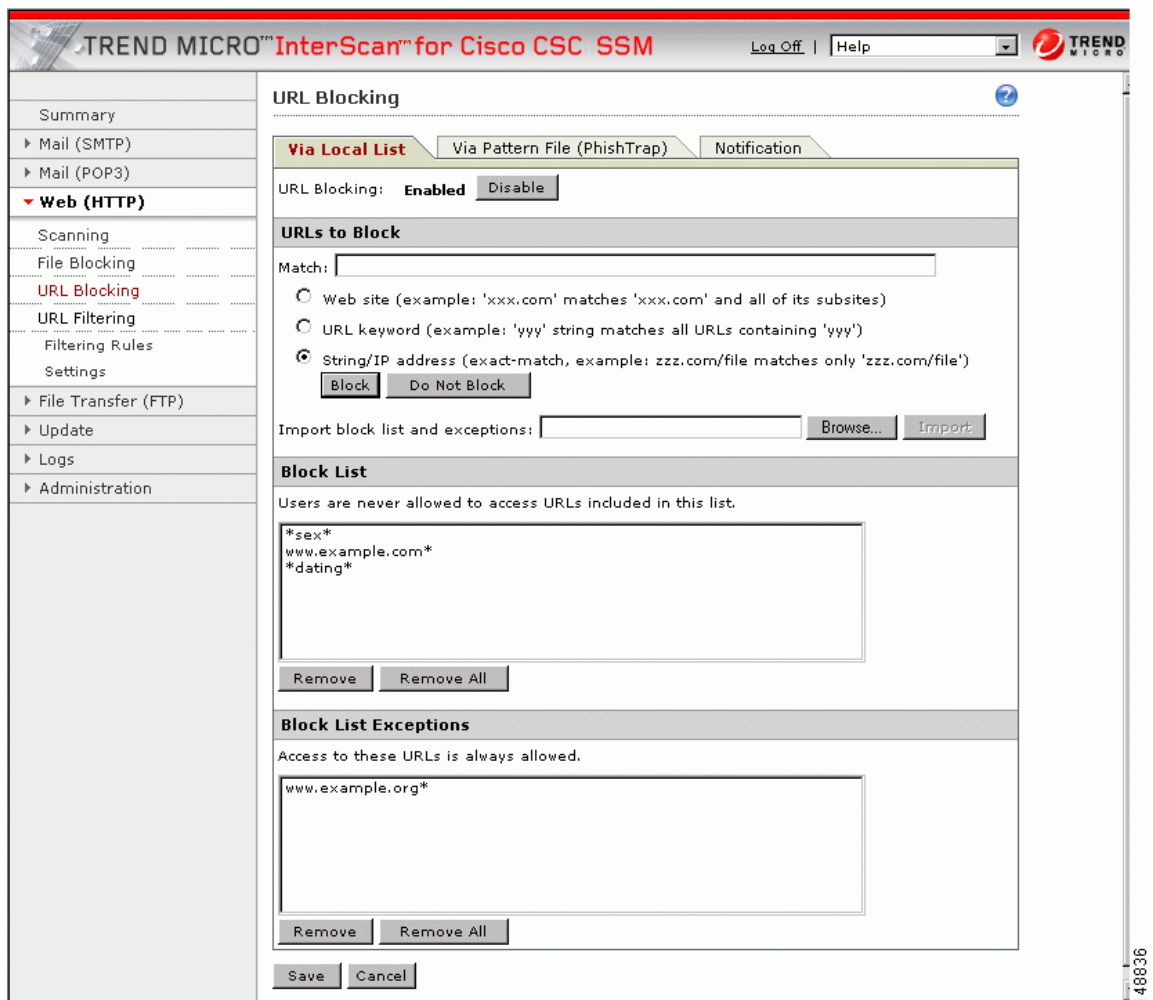 TREND MICRO™ InterScan™ for Cisco CSC SSM
Log Off | Help
TREND MICRO
Summary
Mail (SMTP)
Mail (POP3)
Web (HTTP)
Scanning
File Blocking
URL Blocking
URL Filtering
Filtering Rules
Settings
File Transfer (FTP)
Update
Logs
Administration
URL Blocking
?
Via Local List
Via Pattern File (PhishTrap)
Notification
URL Blocking: Enabled Disable
URLs to Block
Match:
Web site (example: 'xxx.com' matches 'xxx.com' and all of its subsites)
URL keyword (example: 'yyy' string matches all URLs containing 'yyy')
String/IP address (exact-match, example: zzz.com/file matches only 'zzz.com/file')
Block Do Not Block
Import block list and exceptions: Browse... Import
Block List
Users are never allowed to access URLs included in this list.
*sex*
www.example.com*
*dating*
Remove Remove All
Block List Exceptions
Access to these URLs is always allowed.
www.example.org*
Remove Remove All
Save Cancel
48836